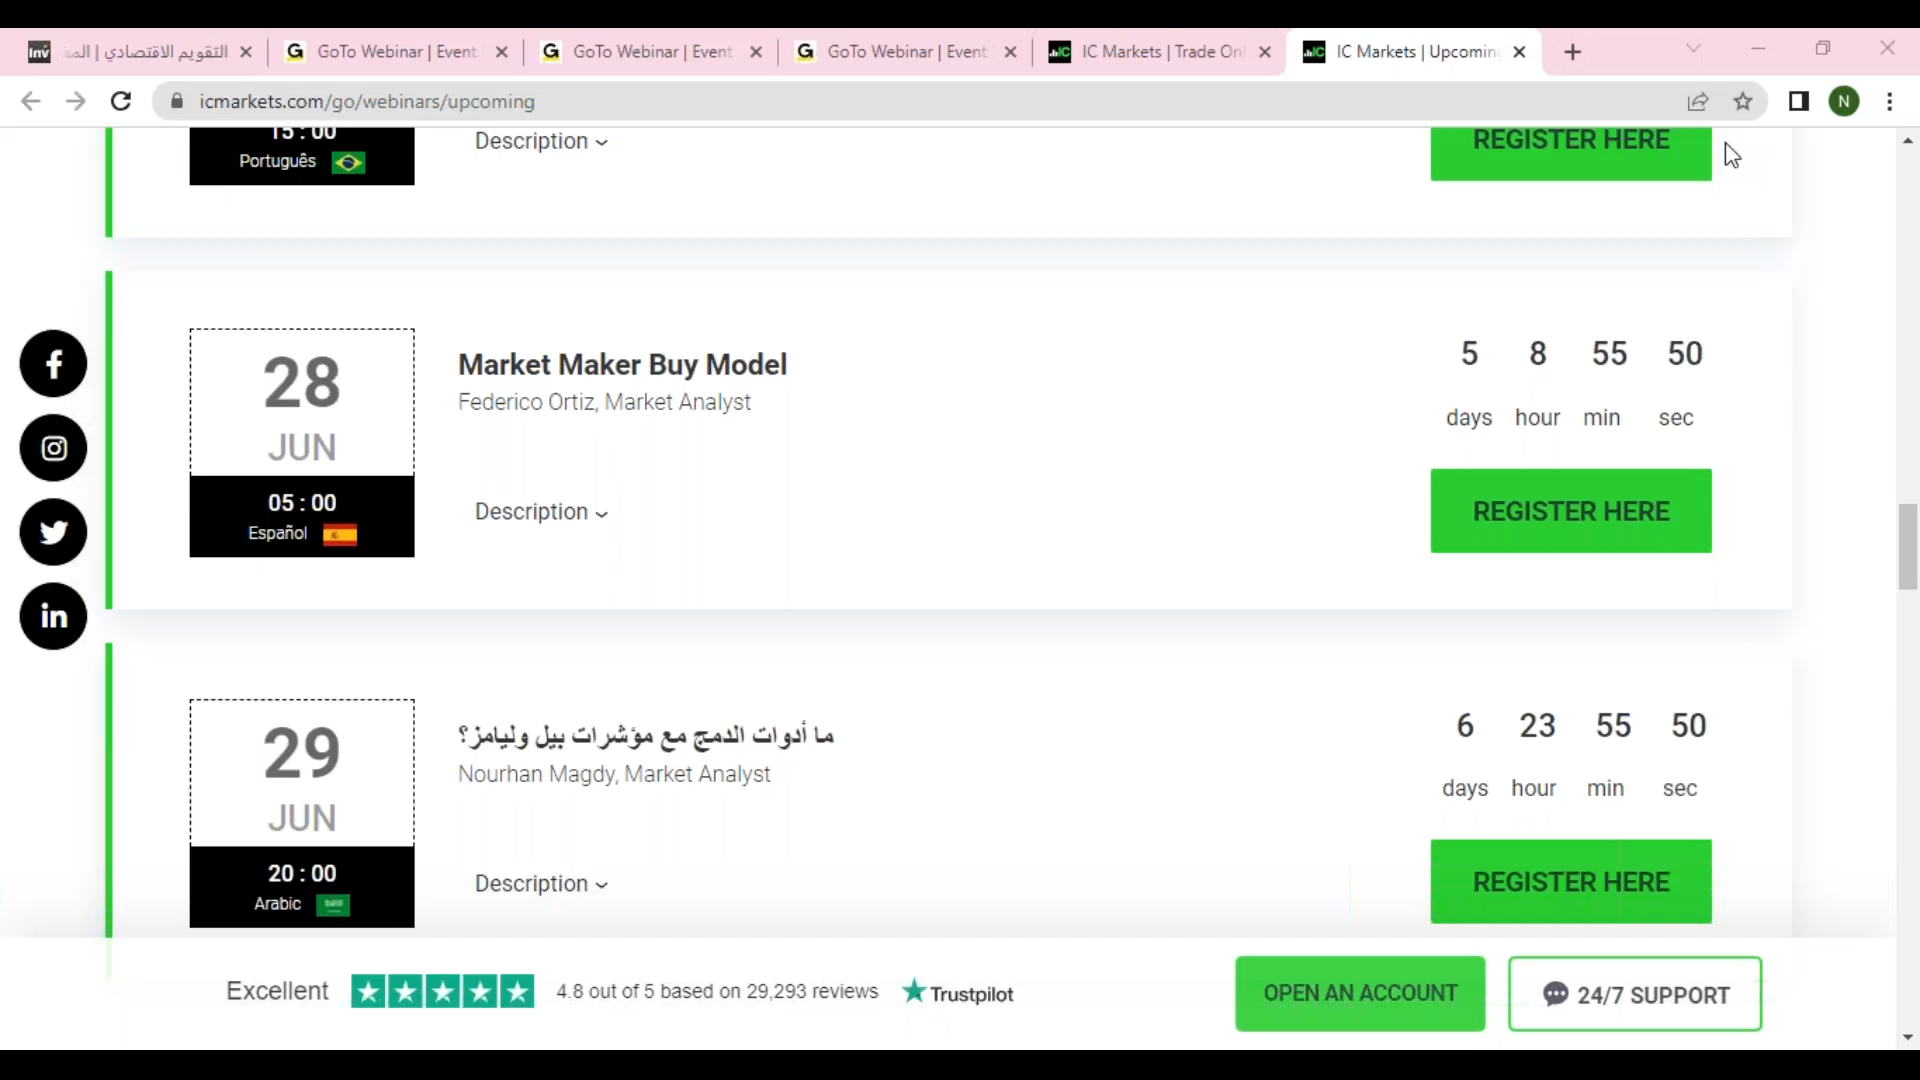 التقويم الاقتصادي | الم
GoTo Webinar | Event
GoTo Webinar | Event
GoTo Webinar | Event
IC Markets | Trade Onl
IC Markets | Upcoming
icmarkets.com/go/webinars/upcoming
N
15 : 00
Português
Description
REGISTER HERE
28
JUN
05 : 00
Español
Market Maker Buy Model
Federico Ortiz, Market Analyst
Description
5 8 55 50
days hour min sec
REGISTER HERE
29
JUN
20 : 00
Arabic
ما أدوات الدمج مع مؤشرات بيل وليامز؟
Nourhan Magdy, Market Analyst
Description
6 23 55 50
days hour min sec
REGISTER HERE
Excellent
4.8 out of 5 based on 29,293 reviews
Trustpilot
OPEN AN ACCOUNT
24/7 SUPPORT